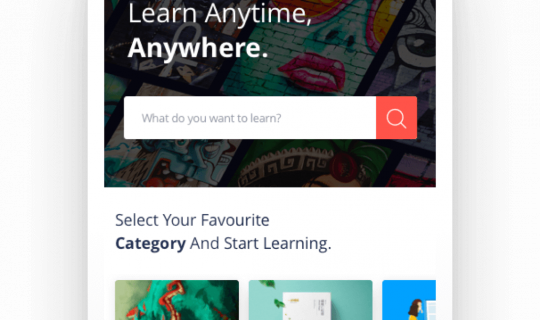 Learn Anytime,
Anywhere.
What do you want to learn?
Select Your Favourite
Category And Start Learning.